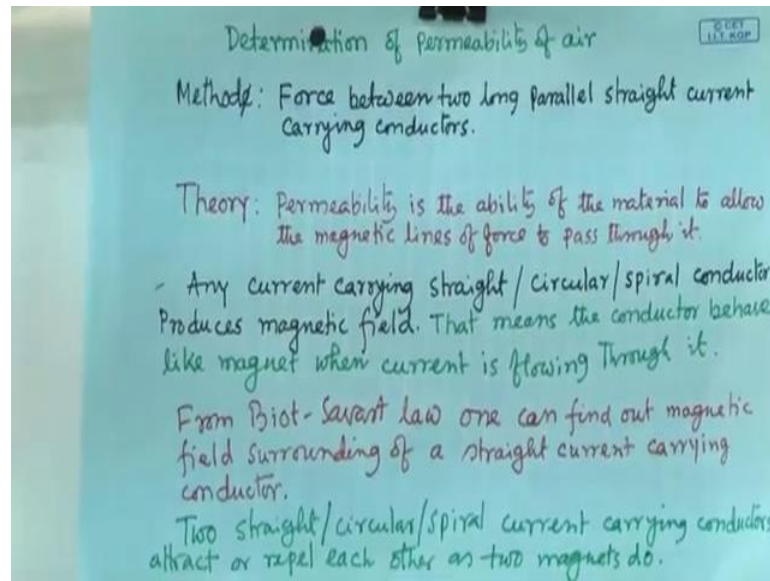 Determination of permeability of air
© CET
I.I.T. KGP
Method: Force between two long parallel straight current
carrying conductors.
Theory: Permeability is the ability of the material to allow
the magnetic lines of force to pass through it.
- Any current carrying straight/circular/spiral conductor
Produces magnetic field. That means the conductor behave
like magnet when current is flowing Through it.
From Biot-Savart law one can find out magnetic
field surrounding of a straight current carrying
conductor.
Two straight/circular/spiral current carrying conductors
attract or repel each other as two magnets do.